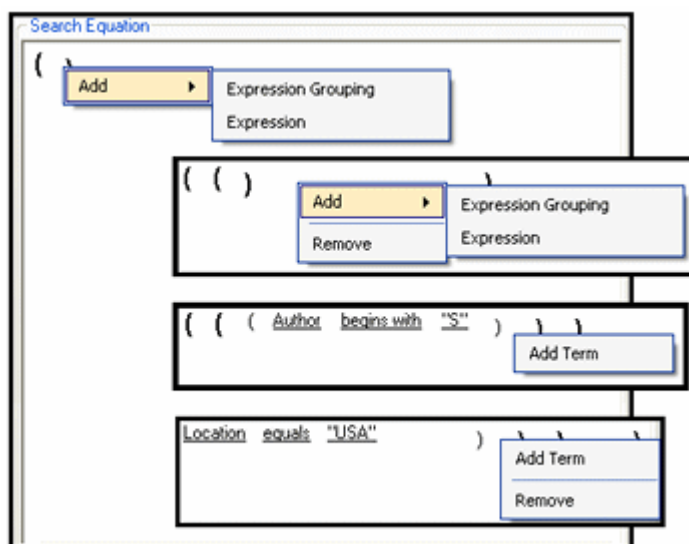 Search Equation
( )
Add
Expression Grouping
Expression
( ( ) )
Add
Expression Grouping
Remove
Expression
( ( ( Author begins with "S" ) ) )
Add Term
Location equals "USA" ) ) ) )
Add Term
Remove